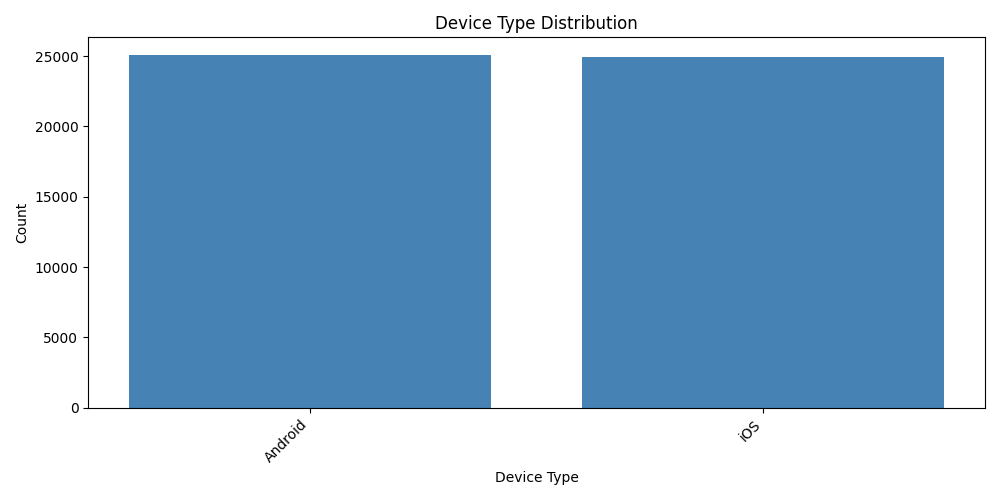 Device Type Distribution
25000
20000
15000
10000
5000
0
Count
Android
iOS
Device Type